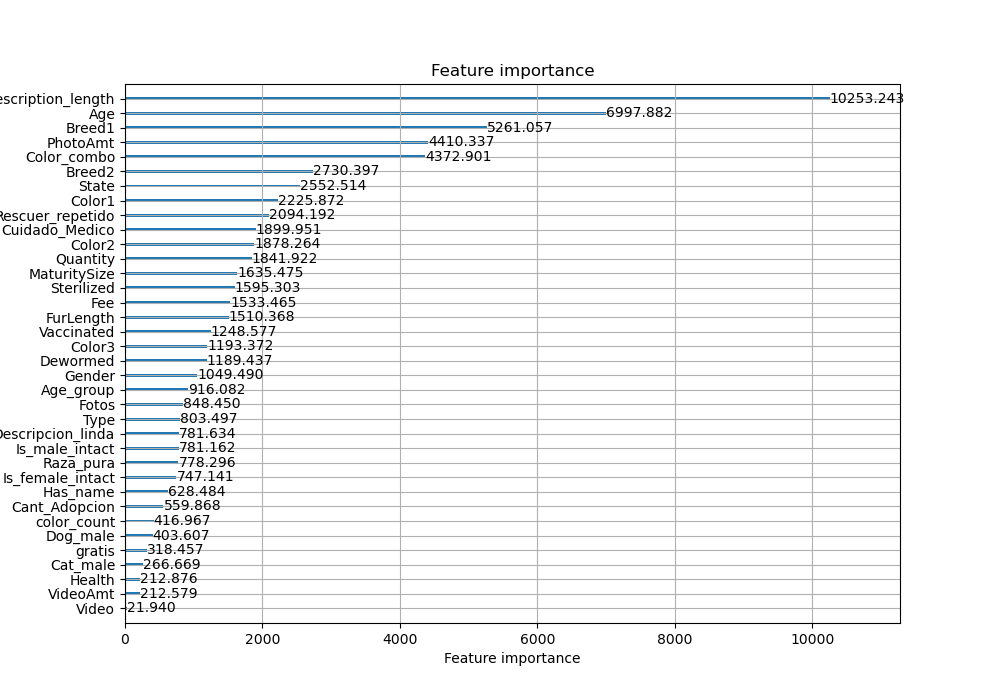 Feature importance
escription_length 10253.243
Age 6997.882
Breed1 5261.057
PhotoAmt 4410.337
Color_combo 4372.901
Breed2 2730.397
State 2552.514
Color1 2225.872
Rescuer_repetido 2094.192
Cuidado_Medico 1899.951
Color2 1878.264
Quantity 1841.922
MaturitySize 1635.475
Sterilized 1595.303
Fee 1533.465
FurLength 1510.368
Vaccinated 1248.577
Color3 1193.372
Dewormed 1189.437
Gender 1049.490
Age_group 916.082
Fotos 848.450
Type 803.497
Descripcion_linda 781.634
Is_male_intact 781.162
Raza_pura 778.296
Is_female_intact 747.141
Has_name 628.484
Cant_Adopcion 559.868
color_count 416.967
Dog_male 403.607
gratis 318.457
Cat_male 266.669
Health 212.876
VideoAmt 212.579
Video 21.940
0 2000 4000 6000 8000 10000
Feature importance